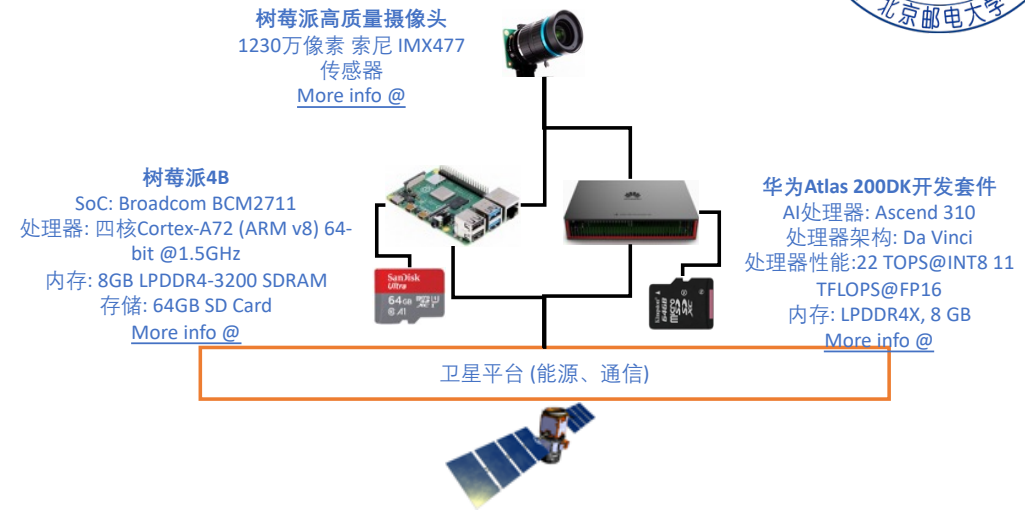 北京邮电大学
树莓派高质量摄像头
1230万像素 索尼 IMX477
传感器
More info @
树莓派4B
SoC: Broadcom BCM2711
处理器: 四核Cortex-A72 (ARM v8) 64-
bit @1.5GHz
内存: 8GB LPDDR4-3200 SDRAM
存储: 64GB SD Card
More info @
SanDisk
Ultra
64GB
A1
华为Atlas 200DK开发套件
AI处理器: Ascend 310
处理器架构: Da Vinci
处理器性能:22 TOPS@INT8 11
TFLOPS@FP16
内存: LPDDR4X, 8 GB
More info @
Kingston
64GB
卫星平台 (能源、通信)